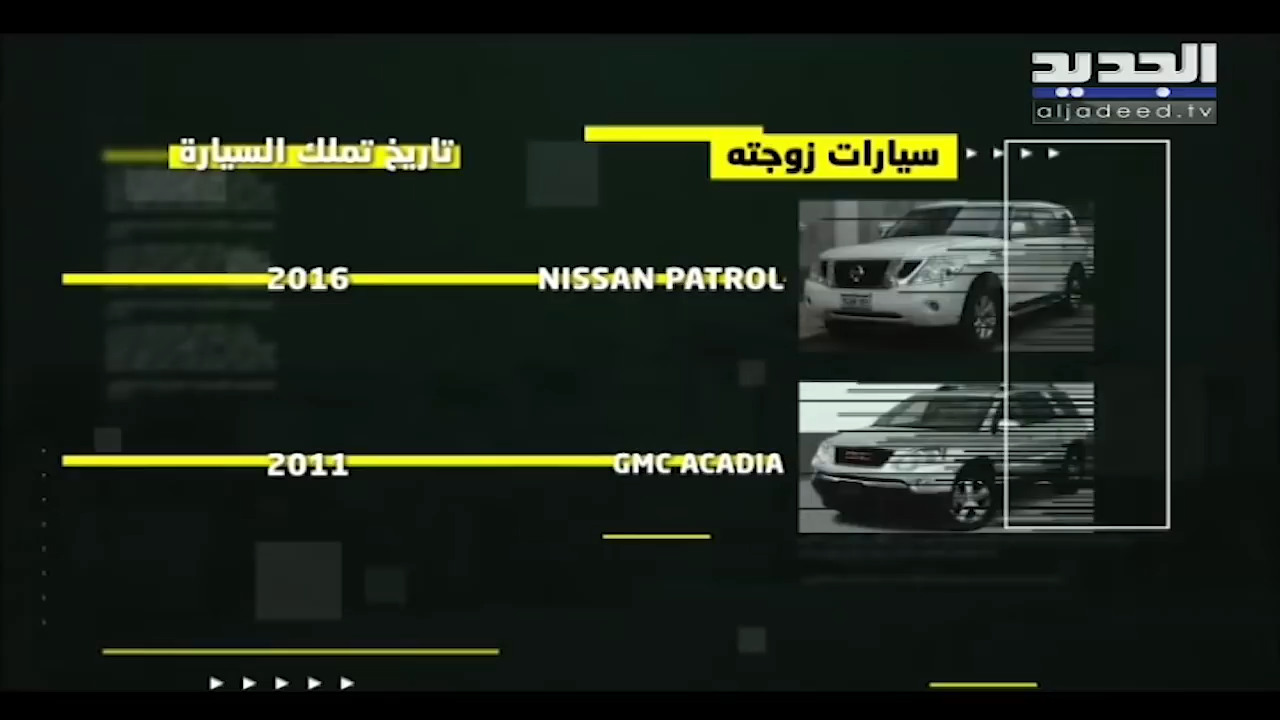 الجديد
aljadeed.tv
سيارات زوجته
تاريخ تملك السيارة
NISSAN PATROL
2016
GMC ACADIA
2011